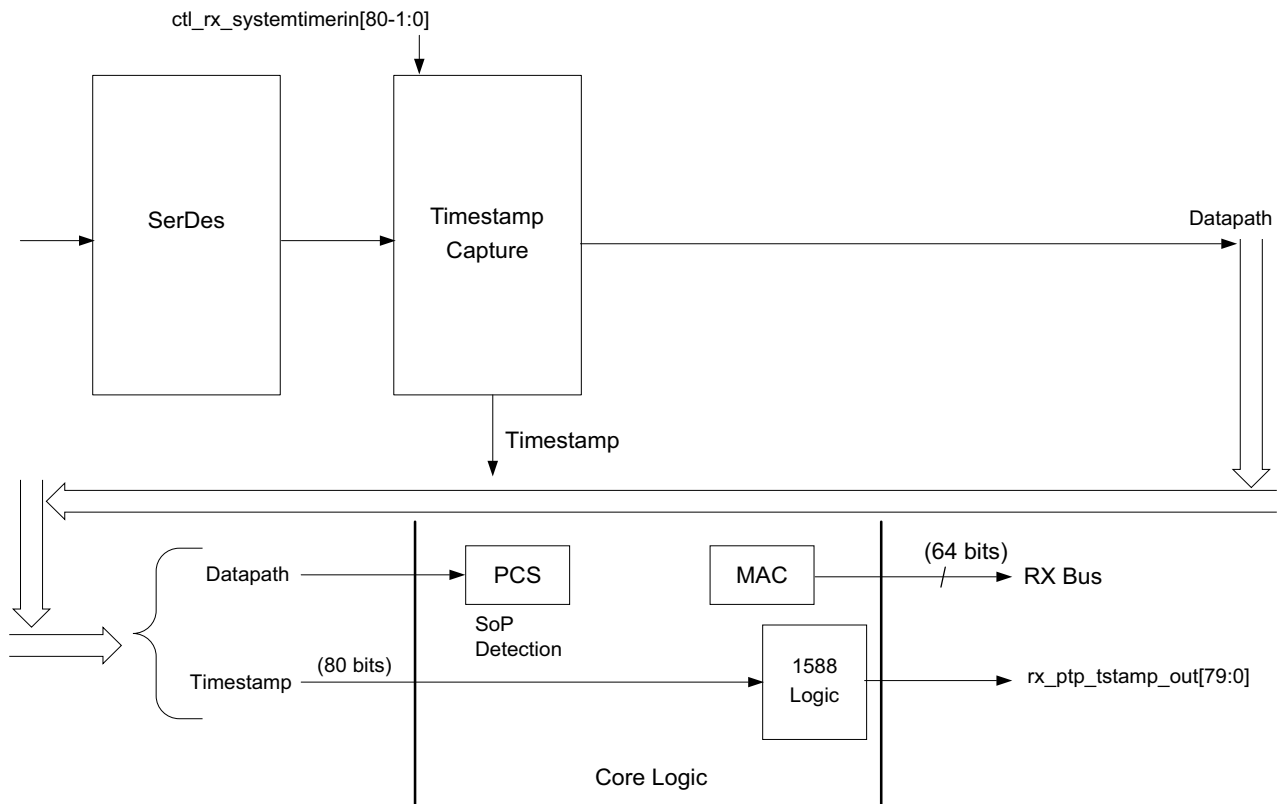 ctl_rx_systemtimerin[80-1:0]
SerDes
Timestamp
Capture
Datapath
Timestamp
Datapath
PCS
SoP
Detection
MAC
(64 bits)
RX Bus
Timestamp
(80 bits)
1588
Logic
rx_ptp_tstamp_out[79:0]
Core Logic